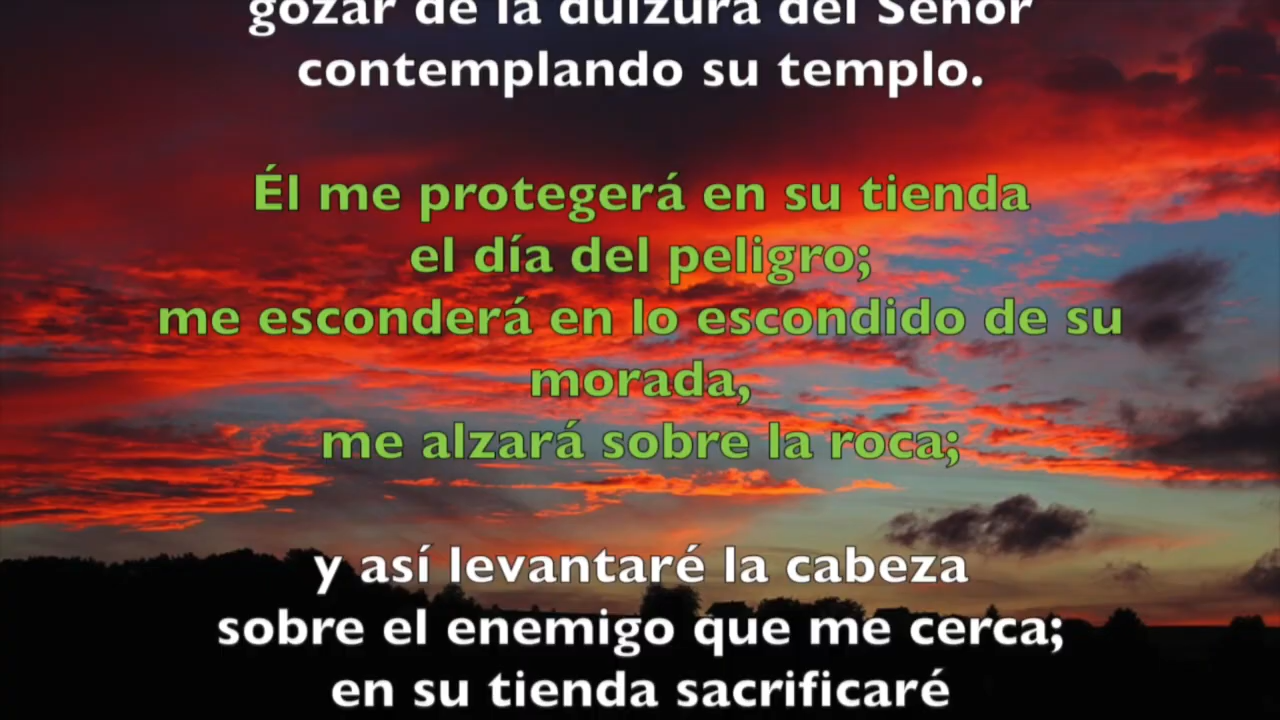 gozar de la dulzura del Señor
contemplando su templo.
Él me protegerá en su tienda
el día del peligro;
me esconderá en lo escondido de su
morada,
me alzará sobre la roca;
y así levantaré la cabeza
sobre el enemigo que me cerca;
en su tienda sacrificaré